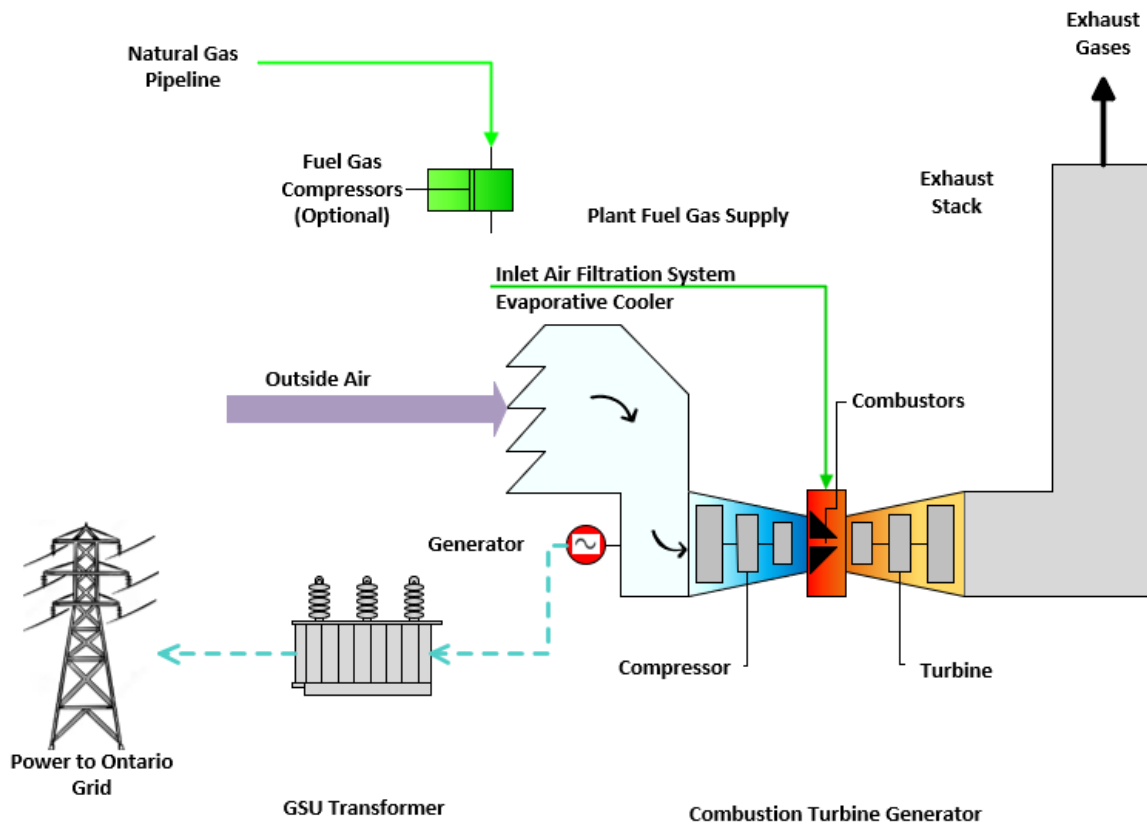 Exhaust
Gases
Natural Gas
Pipeline
Fuel Gas
Compressors
(Optional)
Exhaust
Stack
Plant Fuel Gas Supply
Inlet Air Filtration System
Evaporative Cooler
Outside Air
Combustors
Generator
Compressor
Turbine
Power to Ontario
Grid
GSU Transformer
Combustion Turbine Generator